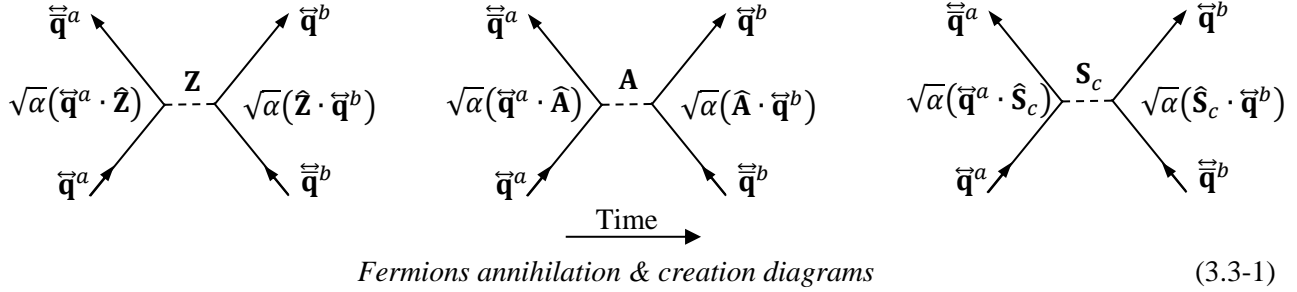 q̿⃡ᵃ q⃡ᵇ q̿⃡ᵃ q⃡ᵇ q̿⃡ᵃ q⃡ᵇ
Z A S_c
√α(q⃡ᵃ · Ẑ) √α(Ẑ · q⃡ᵇ) √α(q⃡ᵃ · Â) √α(Â · q⃡ᵇ) √α(q⃡ᵃ · Ŝ_c) √α(Ŝ_c · q⃡ᵇ)
q⃡ᵃ q̿⃡ᵇ q⃡ᵃ q̿⃡ᵇ q⃡ᵃ q̿⃡ᵇ
Time
Fermions annihilation & creation diagrams (3.3-1)